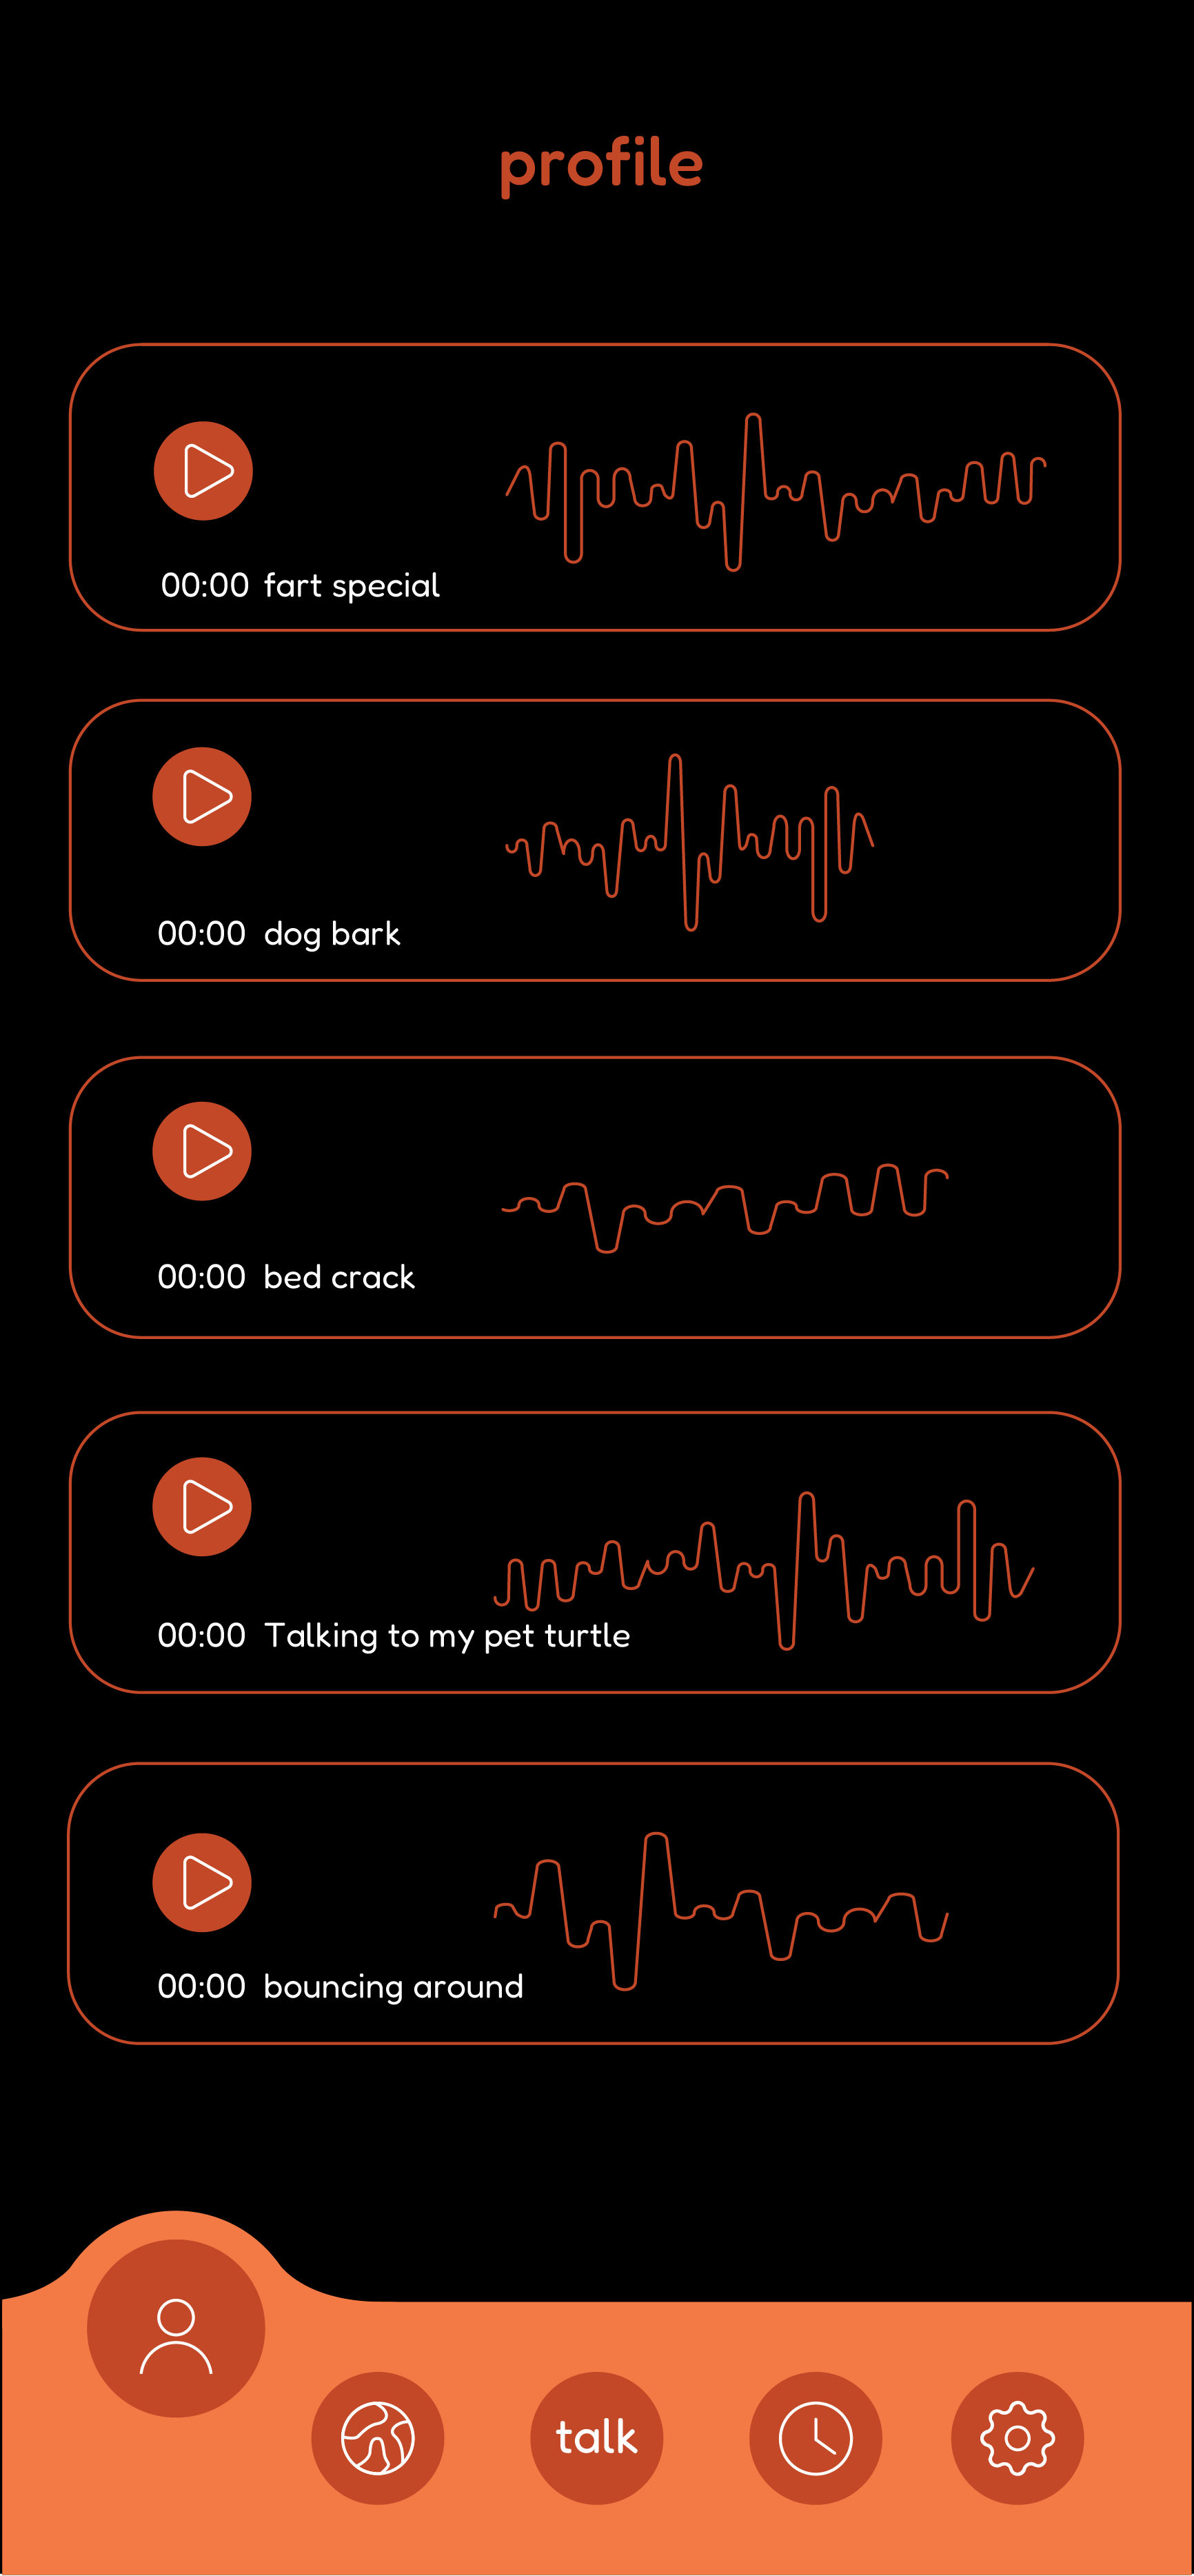 profile
00:00 fart special
00:00 dog bark
00:00 bed crack
00:00 Talking to my pet turtle
00:00 bouncing around
talk